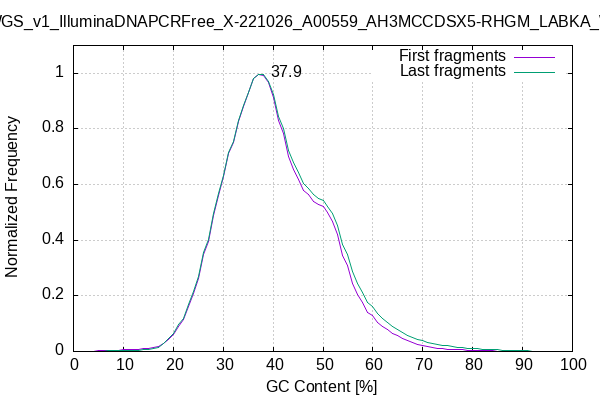 WGS_v1_IlluminaDNAPCRFree_X-221026_A00559_AH3MCCDSX5-RHGM_LABKA_
First fragments
Last fragments
37.9
Normalized Frequency
1
0.8
0.6
0.4
0.2
0
0 10 20 30 40 50 60 70 80 90 100
GC Content [%]